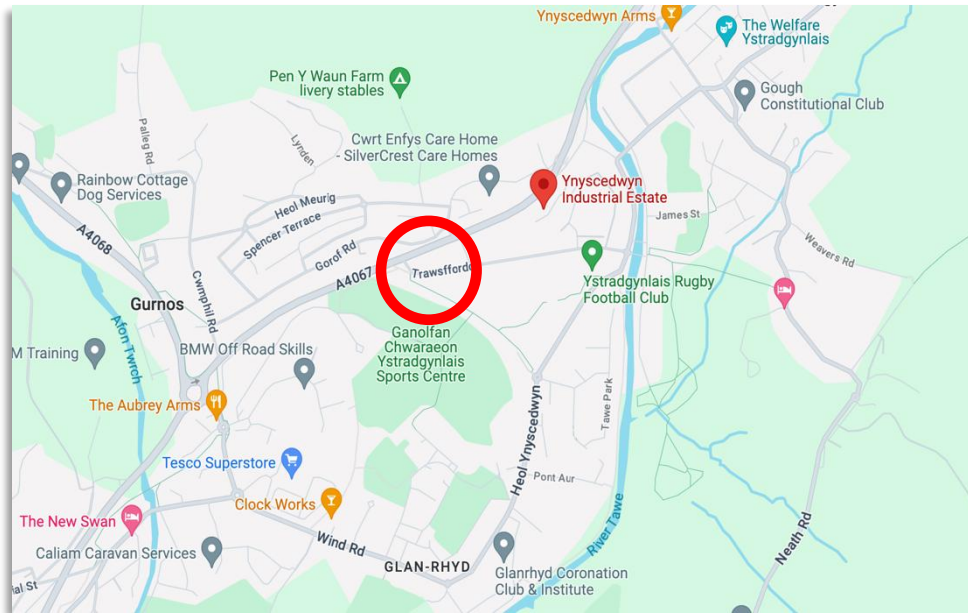 Ynyscedwyn Arms
The Welfare
Ystradgynlais
Pen Y Waun Farm
livery stables
Gough
Constitutional Club
Palleg Rd
Lynden
Cwrt Enfys Care Home
- SilverCrest Care Homes
Rainbow Cottage
Dog Services
Ynyscedwyn
Industrial Estate
Heol Meurig
James St
Spencer Terrace
A4068
Gorof Rd
Weavers Rd
A4067
Trawsffordd
Ystradgynlais Rugby
Football Club
Cwmphil Rd
Gurnos
Afon Twrch
Ganolfan
Chwaraeon
Ystradgynlais
Sports Centre
M Training
BMW Off Road Skills
The Aubrey Arms
Tawe Park
Heol Ynyscedwyn
Tesco Superstore
Pont Aur
Clock Works
The New Swan
Wind Rd
River Tawe
Neath Rd
Caliam Caravan Services
GLAN-RHYD
Glanrhyd Coronation
Club & Institute
ial St